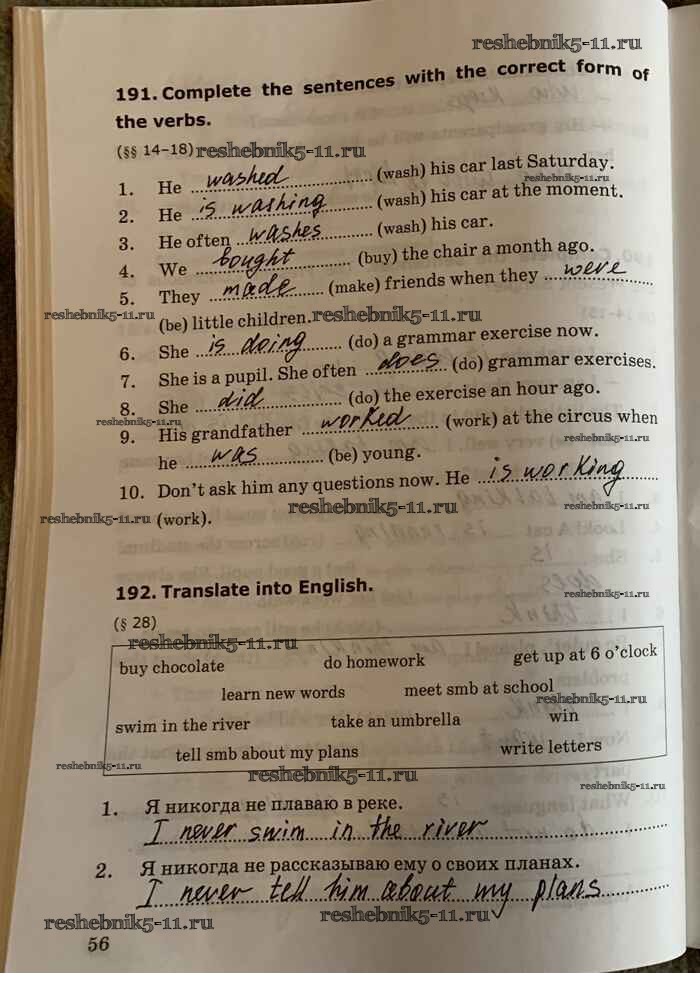 reshebnik5-11.ru
191. Complete the sentences with the correct form of
the verbs.
(§§ 14–18) reshebnik5-11.ru
1. He washed (wash) his car last Saturday.
reshebnik5-11.ru
2. He is washing (wash) his car at the moment.
3. He often washes (wash) his car.
4. We bought (buy) the chair a month ago.
5. They made (make) friends when they were
reshebnik5-11.ru (be) little children. reshebnik5-11.ru
6. She is doing (do) a grammar exercise now.
7. She is a pupil. She often does (do) grammar exercises.
8. She did (do) the exercise an hour ago.
reshebnik5-11.ru
9. His grandfather worked (work) at the circus when
reshebnik5-11.ru
he was (be) young.
10. Don't ask him any questions now. He is working
reshebnik5-11.ru (work). reshebnik5-11.ru reshebnik5-11.ru
192. Translate into English.
reshebnik5-11.ru
(§ 28)
reshebnik5-11.ru
buy chocolate do homework get up at 6 o'clock
learn new words meet smb at school
reshebnik5-11.ru
swim in the river take an umbrella win
tell smb about my plans write letters
reshebnik5-11.ru
reshebnik5-11.ru
reshebnik5-11.ru
1. Я никогда не плаваю в реке.
I never swim in the river
2. Я никогда не рассказываю ему о своих планах.
I never tell him about my plans
reshebnik5-11.ru reshebnik5-11.ru
56